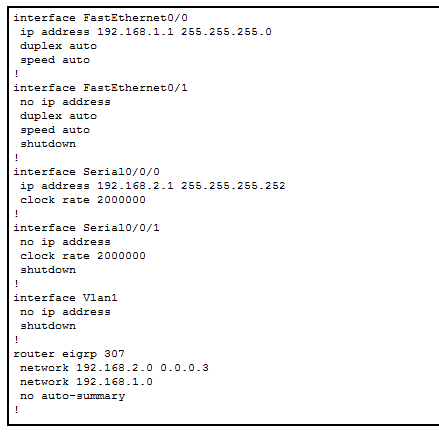 interface FastEthernet0/0
 ip address 192.168.1.1 255.255.255.0
 duplex auto
 speed auto
!
interface FastEthernet0/1
 no ip address
 duplex auto
 speed auto
 shutdown
!
interface Serial0/0/0
 ip address 192.168.2.1 255.255.255.252
 clock rate 2000000
!
interface Serial0/0/1
 no ip address
 clock rate 2000000
 shutdown
!
interface Vlan1
 no ip address
 shutdown
!
router eigrp 307
 network 192.168.2.0 0.0.0.3
 network 192.168.1.0
 no auto-summary
!